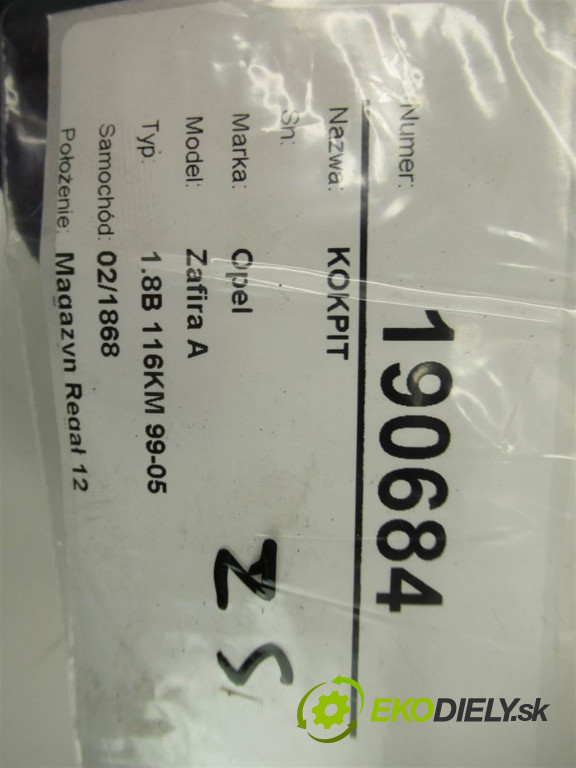 Numer: 190684
Nazwa: KOKPIT
Sn:
Marka: Opel
Model: Zafira A
Typ: 1.8B 116KM 99-05
Samochód: 02/1868
Położenie: Magazyn Regał 12
EKODIELY.sk